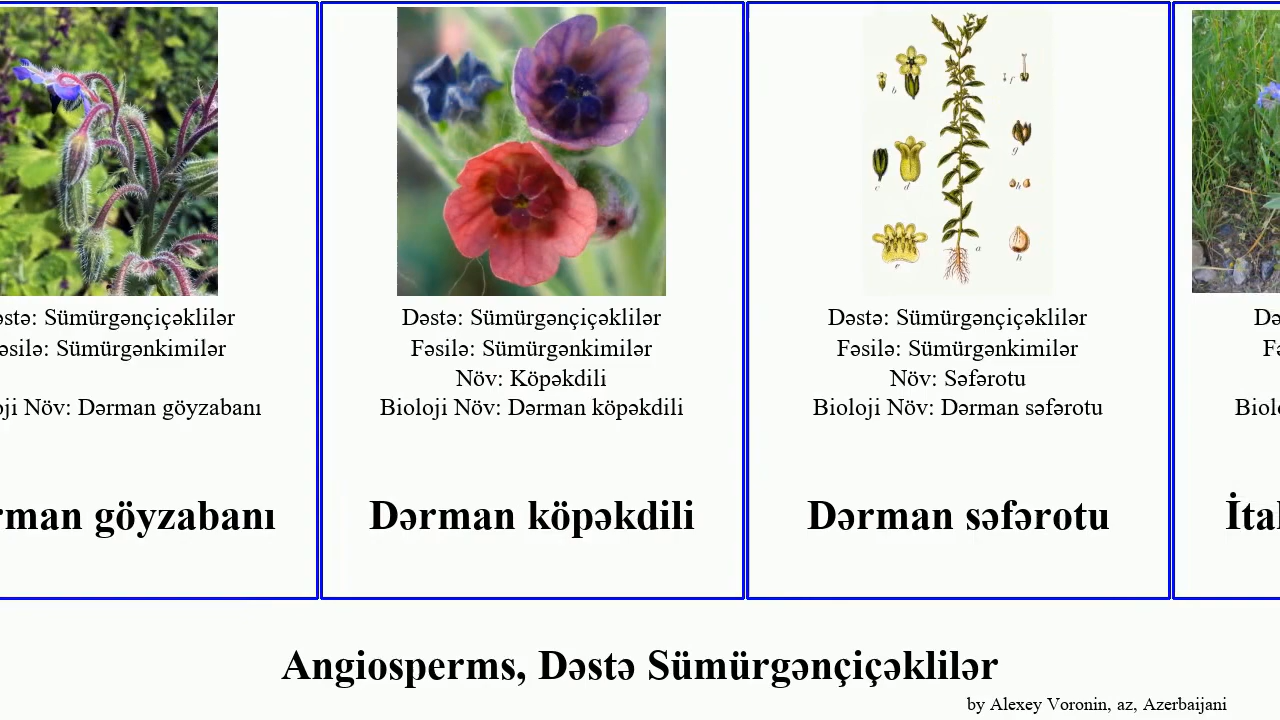 əstə: Sümürgənçiçəklilər
əsilə: Sümürgənkimilər
oji Növ: Dərman göyzabanı
rman göyzabanı
Dəstə: Sümürgənçiçəklilər
Fəsilə: Sümürgənkimilər
Növ: Köpəkdili
Bioloji Növ: Dərman köpəkdili
Dərman köpəkdili
Dəstə: Sümürgənçiçəklilər
Fəsilə: Sümürgənkimilər
Növ: Səfərotu
Bioloji Növ: Dərman səfərotu
Dərman səfərotu
Də
Fə
Biol
İtal
Angiosperms, Dəstə Sümürgənçiçəklilər
by Alexey Voronin, az, Azerbaijani